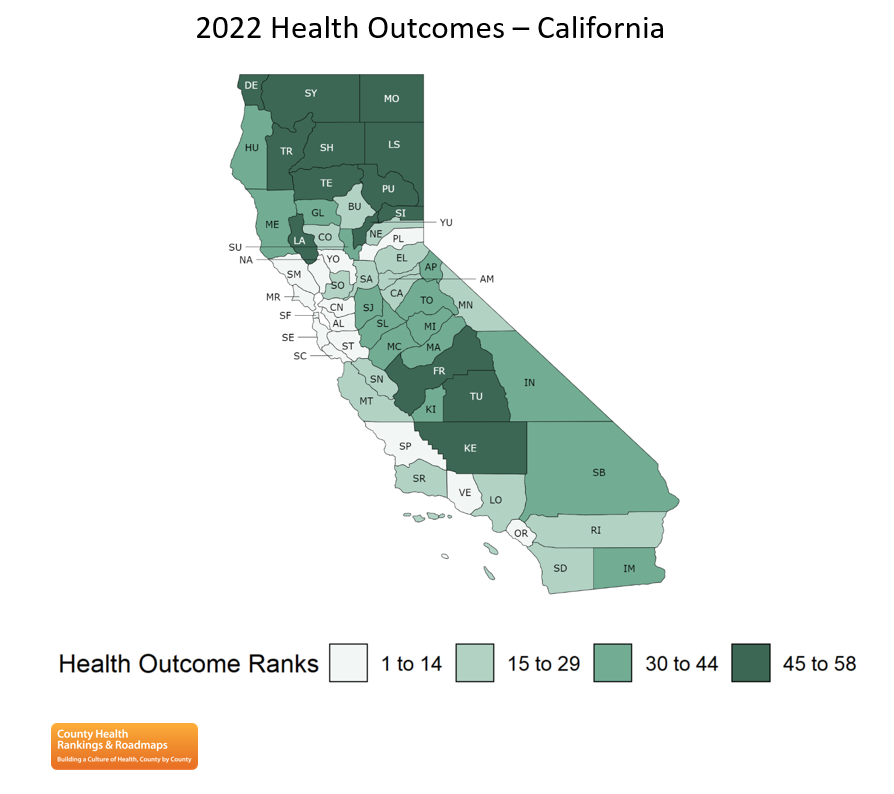 2022 Health Outcomes – California
DE
SY
MO
HU
TR
SH
LS
TE
PU
BU
SI
GL
ME
YU
CO
NE
LA
PL
SU
NA
YO
EL
AP
SM
SA
AM
SO
CA
MR
TO
MN
CN
SJ
SF
AL
SL
MI
SE
ST
MC
MA
SC
FR
SN
IN
TU
MT
KI
SP
KE
SB
SR
VE
LO
OR
RI
SD
IM
Health Outcome Ranks 1 to 14 15 to 29 30 to 44 45 to 58
County Health
Rankings & Roadmaps
Building a Culture of Health, County by County